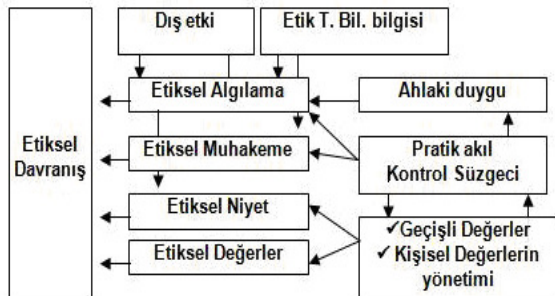 Dış etki
Etik T. Bil. bilgisi
Etiksel Algılama
Ahlaki duygu
Etiksel
Davranış
Etiksel Muhakeme
Pratik akıl
Kontrol Süzgeci
Etiksel Niyet
Etiksel Değerler
✓Geçişli Değerler
✓Kişisel Değerlerin
yönetimi